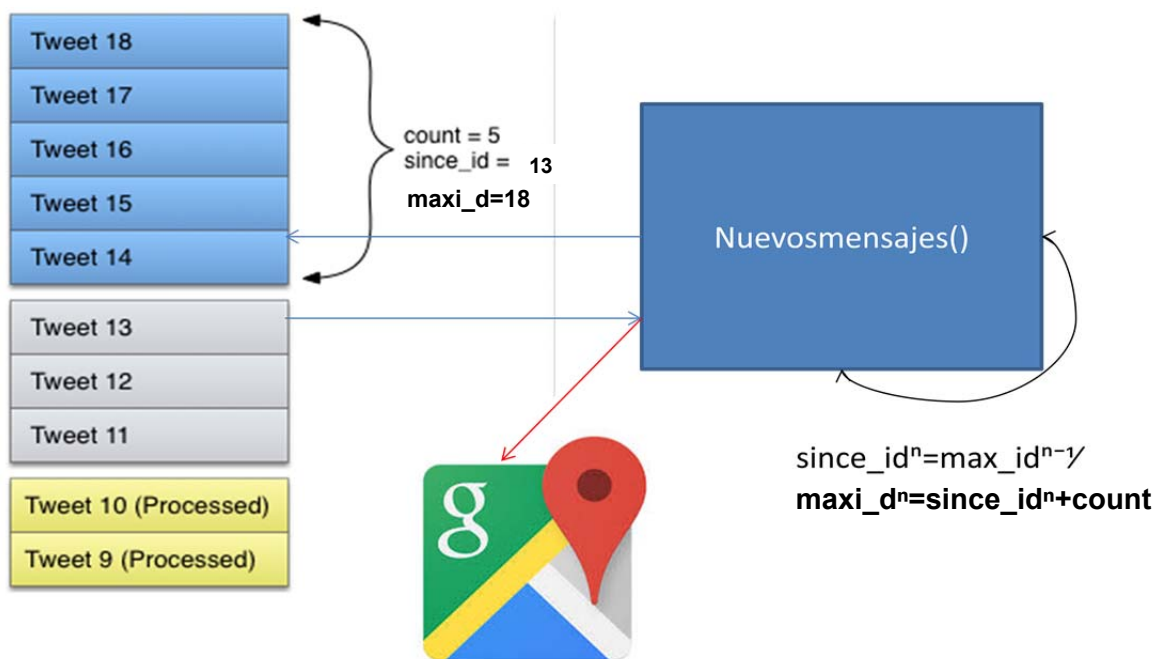 Tweet 18
Tweet 17
Tweet 16
Tweet 15
Tweet 14
Tweet 13
Tweet 12
Tweet 11
Tweet 10 (Processed)
Tweet 9 (Processed)
count = 5
since_id = 13
maxi_d=18
Nuevosmensajes()
since_idⁿ=max_idⁿ⁻¹⁄
maxi_dⁿ=since_idⁿ+count
g